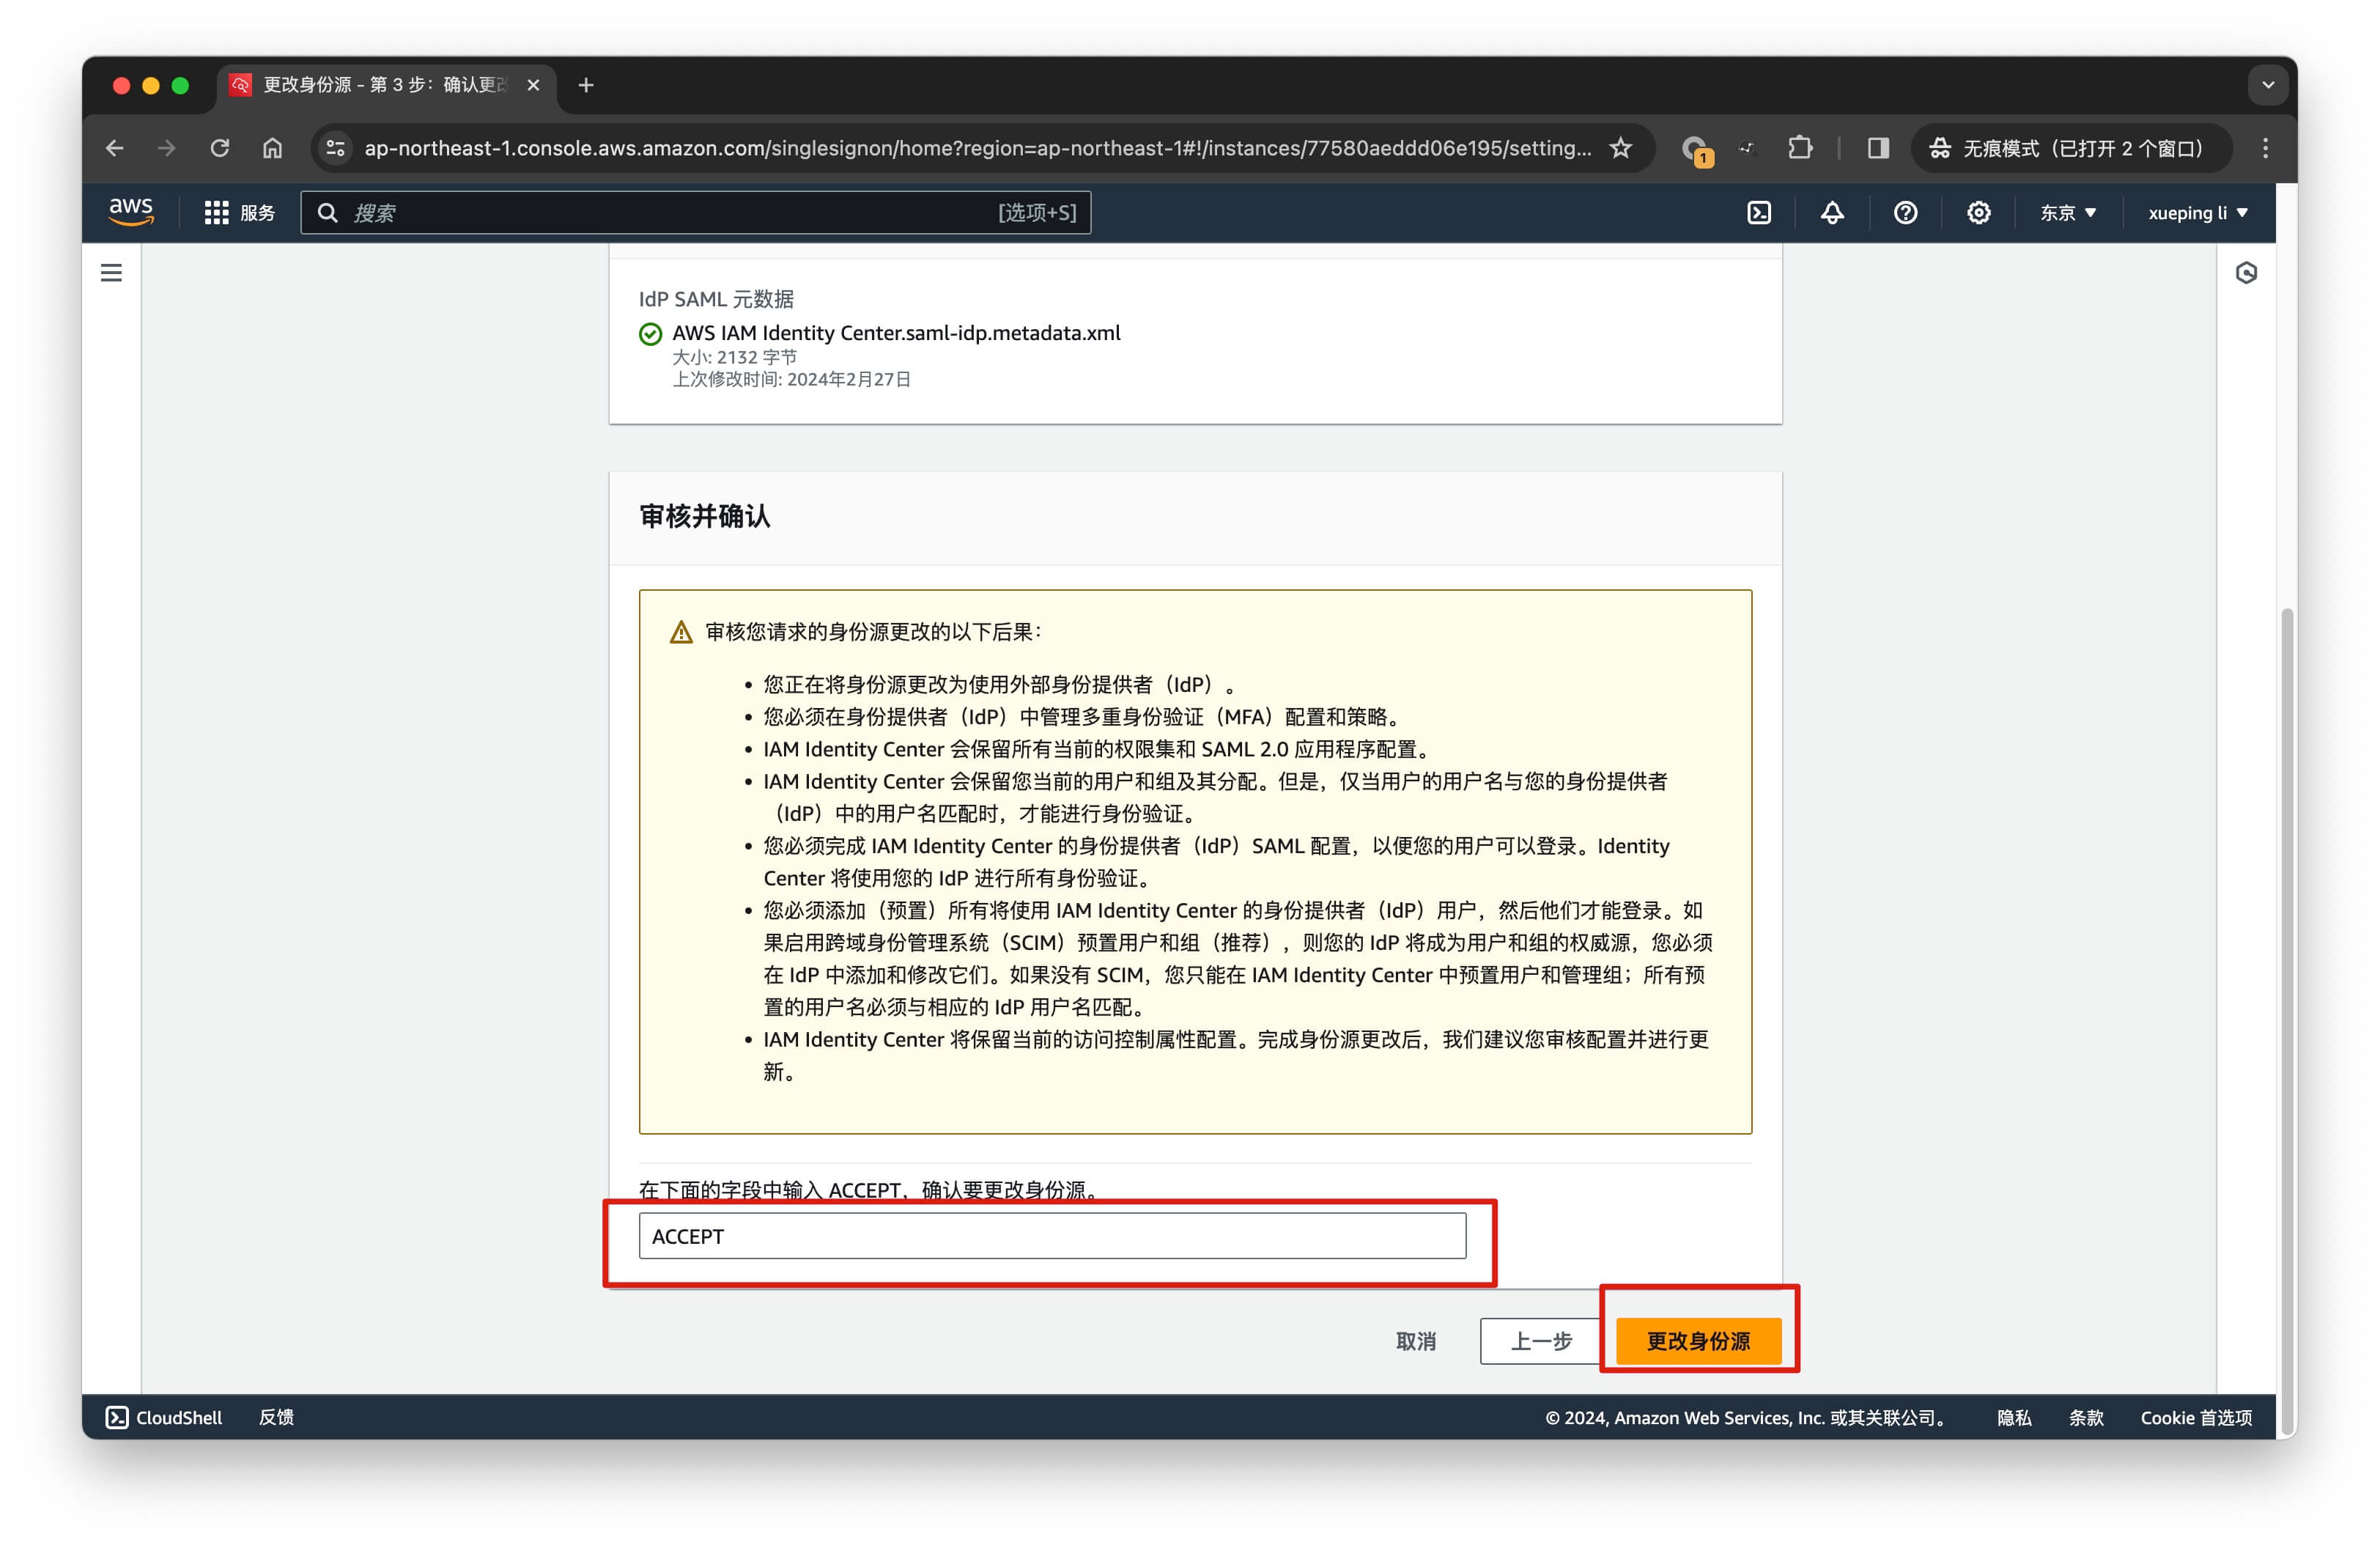 更改身份源 - 第 3 步：确认更改
ap-northeast-1.console.aws.amazon.com/singlesignon/home?region=ap-northeast-1#!/instances/77580aeddd06e195/setting...
1
无痕模式（已打开 2 个窗口）
aws
服务
搜索
[选项+S]
东京
xueping li
IdP SAML 元数据
AWS IAM Identity Center.saml-idp.metadata.xml
大小: 2132 字节
上次修改时间: 2024年2月27日
审核并确认
审核您请求的身份源更改的以下后果：
• 您正在将身份源更改为使用外部身份提供者（IdP）。
• 您必须在身份提供者（IdP）中管理多重身份验证（MFA）配置和策略。
• IAM Identity Center 会保留所有当前的权限集和 SAML 2.0 应用程序配置。
• IAM Identity Center 会保留您当前的用户和组及其分配。但是，仅当用户的用户名与您的身份提供者
（IdP）中的用户名匹配时，才能进行身份验证。
• 您必须完成 IAM Identity Center 的身份提供者（IdP）SAML 配置，以便您的用户可以登录。Identity
Center 将使用您的 IdP 进行所有身份验证。
• 您必须添加（预置）所有将使用 IAM Identity Center 的身份提供者（IdP）用户，然后他们才能登录。如
果启用跨域身份管理系统（SCIM）预置用户和组（推荐），则您的 IdP 将成为用户和组的权威源，您必须
在 IdP 中添加和修改它们。如果没有 SCIM，您只能在 IAM Identity Center 中预置用户和管理组；所有预
置的用户名必须与相应的 IdP 用户名匹配。
• IAM Identity Center 将保留当前的访问控制属性配置。完成身份源更改后，我们建议您审核配置并进行更
新。
在下面的字段中输入 ACCEPT，确认要更改身份源。
ACCEPT
取消
上一步
更改身份源
CloudShell
反馈
© 2024, Amazon Web Services, Inc. 或其关联公司。
隐私
条款
Cookie 首选项